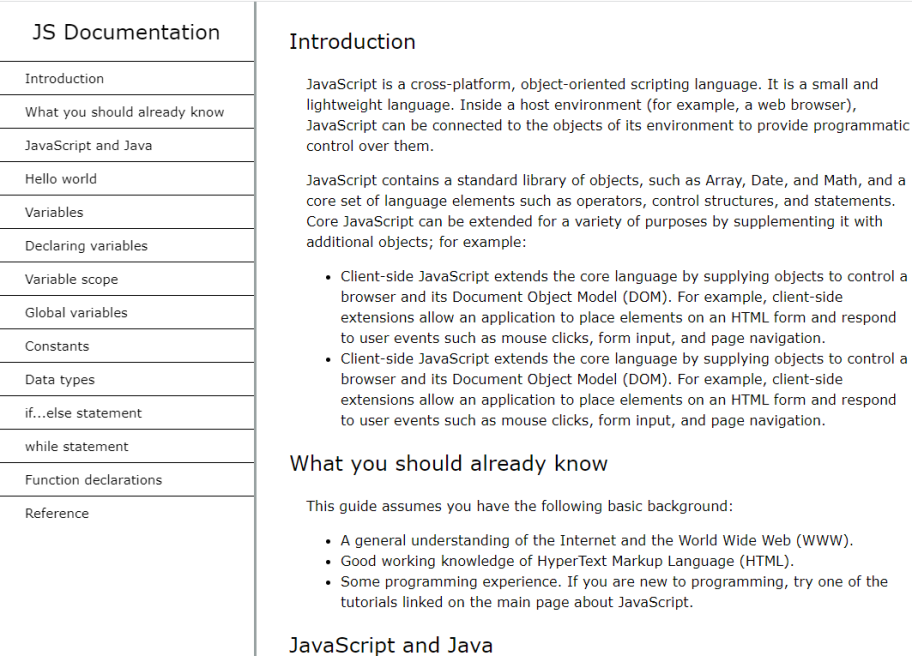 JS Documentation
Introduction
What you should already know
JavaScript and Java
Hello world
Variables
Declaring variables
Variable scope
Global variables
Constants
Data types
if...else statement
while statement
Function declarations
Reference
Introduction
JavaScript is a cross-platform, object-oriented scripting language. It is a small and
lightweight language. Inside a host environment (for example, a web browser),
JavaScript can be connected to the objects of its environment to provide programmatic
control over them.
JavaScript contains a standard library of objects, such as Array, Date, and Math, and a
core set of language elements such as operators, control structures, and statements.
Core JavaScript can be extended for a variety of purposes by supplementing it with
additional objects; for example:
• Client-side JavaScript extends the core language by supplying objects to control a
browser and its Document Object Model (DOM). For example, client-side
extensions allow an application to place elements on an HTML form and respond
to user events such as mouse clicks, form input, and page navigation.
• Client-side JavaScript extends the core language by supplying objects to control a
browser and its Document Object Model (DOM). For example, client-side
extensions allow an application to place elements on an HTML form and respond
to user events such as mouse clicks, form input, and page navigation.
What you should already know
This guide assumes you have the following basic background:
• A general understanding of the Internet and the World Wide Web (WWW).
• Good working knowledge of HyperText Markup Language (HTML).
• Some programming experience. If you are new to programming, try one of the
tutorials linked on the main page about JavaScript.
JavaScript and Java